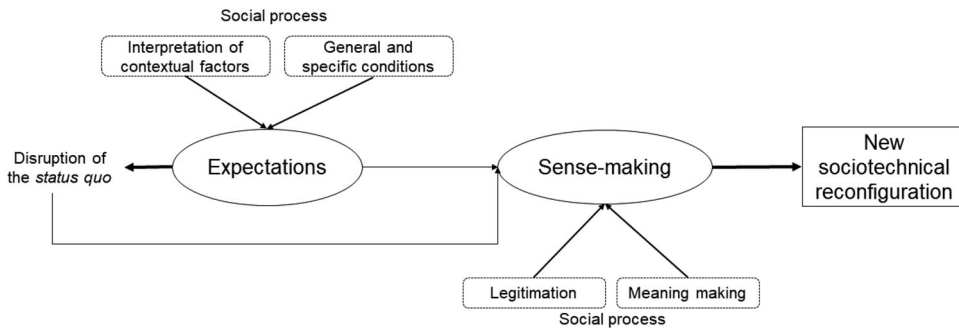 Social process
Interpretation of
contextual factors
General and
specific conditions
Disruption of
the status quo
Expectations
Sense-making
New
sociotechnical
reconfiguration
Legitimation
Meaning making
Social process